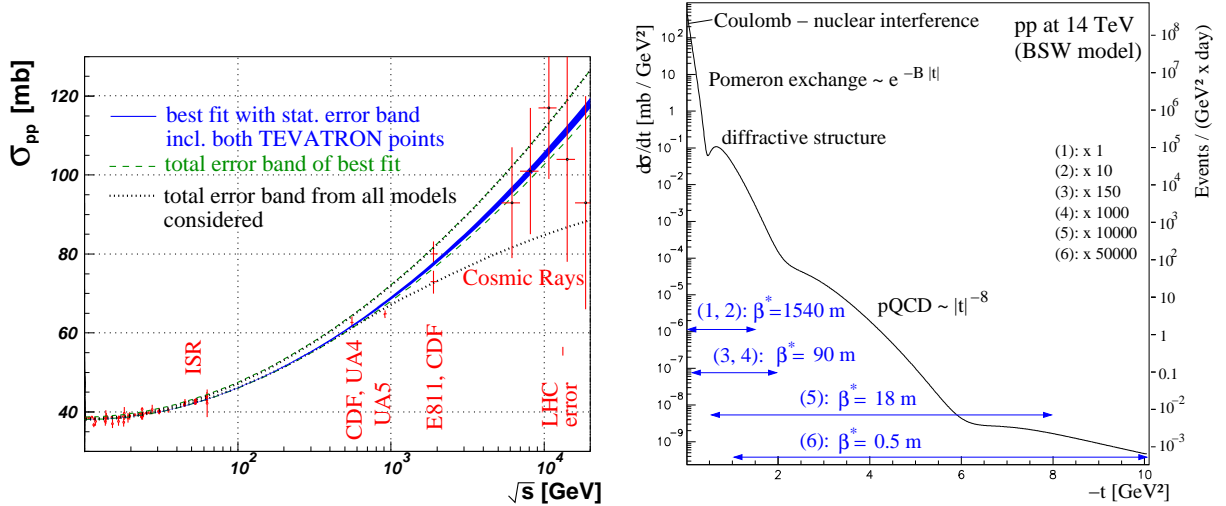 σpp [mb]
120
100
80
60
40
best fit with stat. error band
incl. both TEVATRON points
total error band of best fit
total error band from all models
considered
Cosmic Rays
ISR
CDF, UA4
UA5
E811, CDF
LHC
error
10²
10³
10⁴
√s [GeV]
dσ/dt [mb / GeV²]
10²
10
1
10⁻¹
10⁻²
10⁻³
10⁻⁴
10⁻⁵
10⁻⁶
10⁻⁷
10⁻⁸
10⁻⁹
Coulomb – nuclear interference
pp at 14 TeV
(BSW model)
Pomeron exchange ~ e⁻ᴮ |t|
diffractive structure
(1): x 1
(2): x 10
(3): x 150
(4): x 1000
(5): x 10000
(6): x 50000
pQCD ~ |t|⁻⁸
(1, 2): β*=1540 m
(3, 4): β*= 90 m
(5): β*= 18 m
(6): β*= 0.5 m
2
4
6
8
10
−t [GeV²]
10⁸
10⁷
10⁶
10⁵
10⁴
10³
10²
10
1
0.1
10⁻²
10⁻³
Events / (GeV² x day)